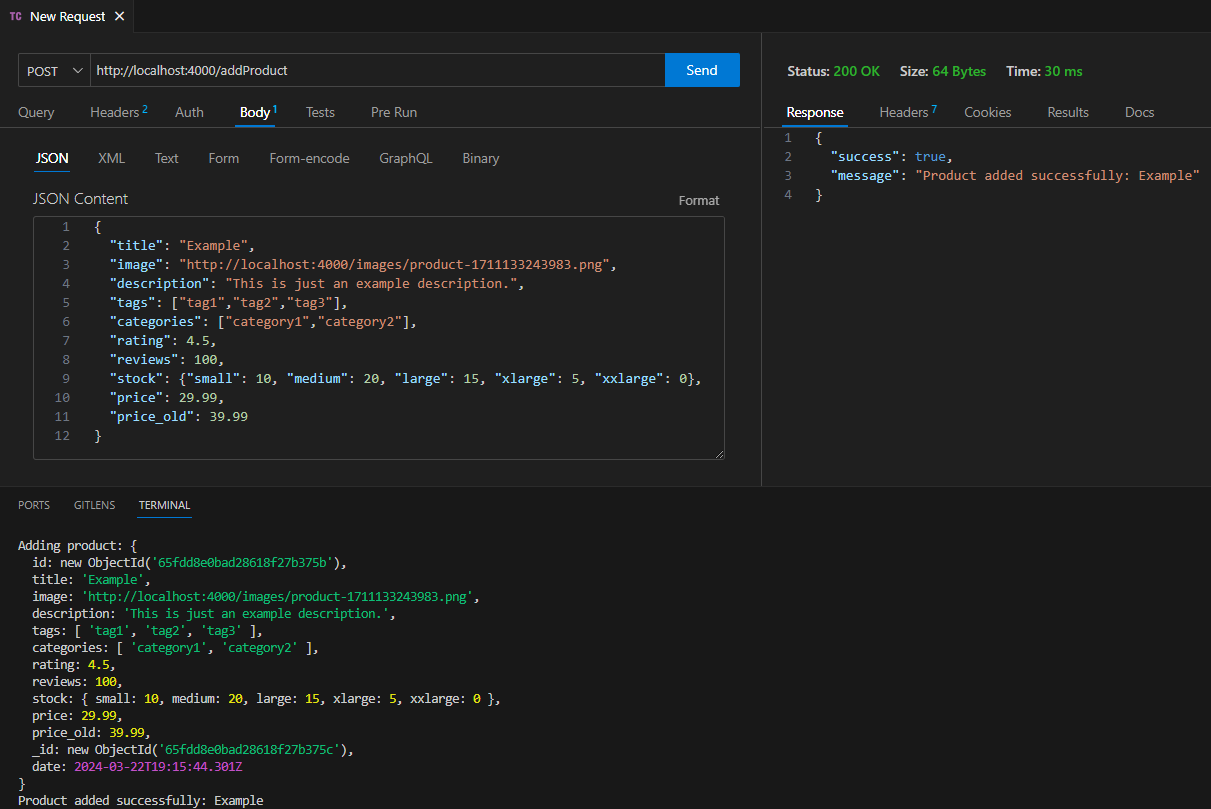 TC New Request ×
POST http://localhost:4000/addProduct Send
Query Headers 2 Auth Body 1 Tests Pre Run
JSON XML Text Form Form-encode GraphQL Binary
JSON Content Format
1 {
2 "title": "Example",
3 "image": "http://localhost:4000/images/product-1711133243983.png",
4 "description": "This is just an example description.",
5 "tags": ["tag1","tag2","tag3"],
6 "categories": ["category1","category2"],
7 "rating": 4.5,
8 "reviews": 100,
9 "stock": {"small": 10, "medium": 20, "large": 15, "xlarge": 5, "xxlarge": 0},
10 "price": 29.99,
11 "price_old": 39.99
12 }
Status: 200 OK Size: 64 Bytes Time: 30 ms
Response Headers 7 Cookies Results Docs
1 {
2 "success": true,
3 "message": "Product added successfully: Example"
4 }
PORTS GITLENS TERMINAL
Adding product: {
id: new ObjectId('65fdd8e0bad28618f27b375b'),
title: 'Example',
image: 'http://localhost:4000/images/product-1711133243983.png',
description: 'This is just an example description.',
tags: [ 'tag1', 'tag2', 'tag3' ],
categories: [ 'category1', 'category2' ],
rating: 4.5,
reviews: 100,
stock: { small: 10, medium: 20, large: 15, xlarge: 5, xxlarge: 0 },
price: 29.99,
price_old: 39.99,
_id: new ObjectId('65fdd8e0bad28618f27b375c'),
date: 2024-03-22T19:15:44.301Z
}
Product added successfully: Example